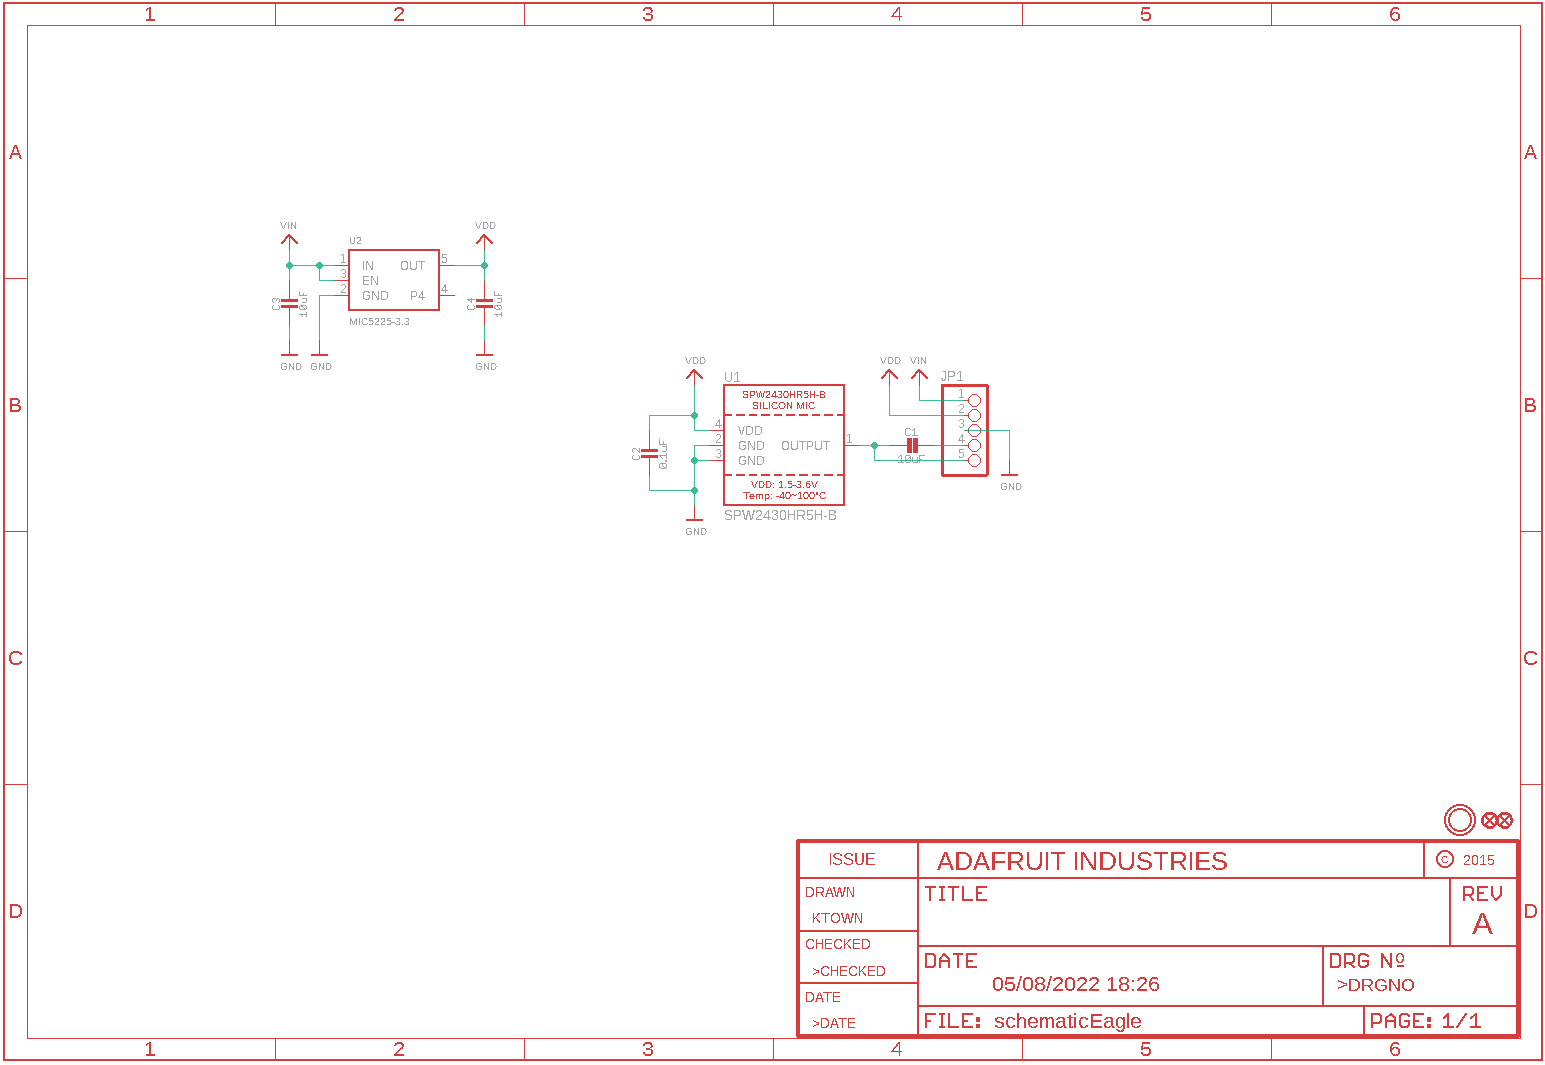 1 2 3 4 5 6
A A
B B
C C
D D
VIN
VDD
U2
1 IN OUT 5
3 EN
2 GND P4 4
C3 10uF
C4 10uF
MIC5225-3.3
GND GND GND
VDD
U1
SPW2430HR5H-B
SILICON MIC
4 VDD
2 GND OUTPUT 1
3 GND
C2 0.1uF
VDD: 1.5-3.6V
Temp: -40~100°C
SPW2430HR5H-B
GND
VDD VIN
JP1
1
2
3
4
5
C1
10uF
GND
ISSUE ADAFRUIT INDUSTRIES © 2015
DRAWN TITLE REV
KTOWN A
CHECKED
>CHECKED
DATE DRG Nº
05/08/2022 18:26 >DRGNO
DATE
>DATE
FILE: schematicEagle PAGE: 1/1
1 2 3 4 5 6